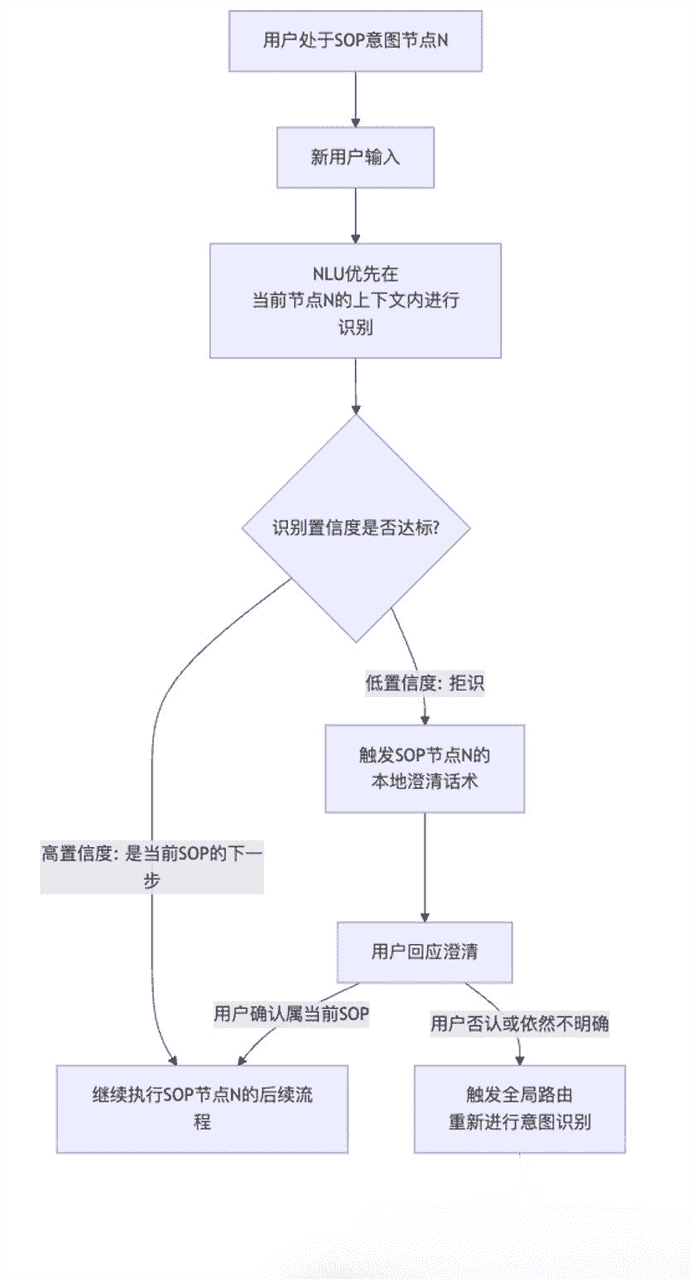 用户处于SOP意图节点N
新用户输入
NLU优先在
当前节点N的上下文内进行
识别
识别置信度是否达标?
低置信度: 拒识
触发SOP节点N的
本地澄清话术
高置信度: 是当前SOP的下一
步
用户回应澄清
用户确认属当前SOP
用户否认或依然不明确
继续执行SOP节点N的后续流
程
触发全局路由
重新进行意图识别